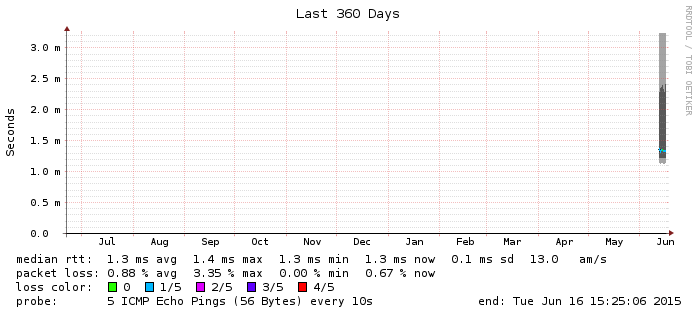 Last 360 Days
RRDTOOL / TOBI OETIKER
Seconds
3.0 m
2.5 m
2.0 m
1.5 m
1.0 m
0.5 m
0.0
Jul Aug Sep Oct Nov Dec Jan Feb Mar Apr May Jun
median rtt: 1.3 ms avg 1.4 ms max 1.3 ms min 1.3 ms now 0.1 ms sd 13.0 am/s
packet loss: 0.88 % avg 3.35 % max 0.00 % min 0.67 % now
loss color: 0 1/5 2/5 3/5 4/5
probe: 5 ICMP Echo Pings (56 Bytes) every 10s end: Tue Jun 16 15:25:06 2015